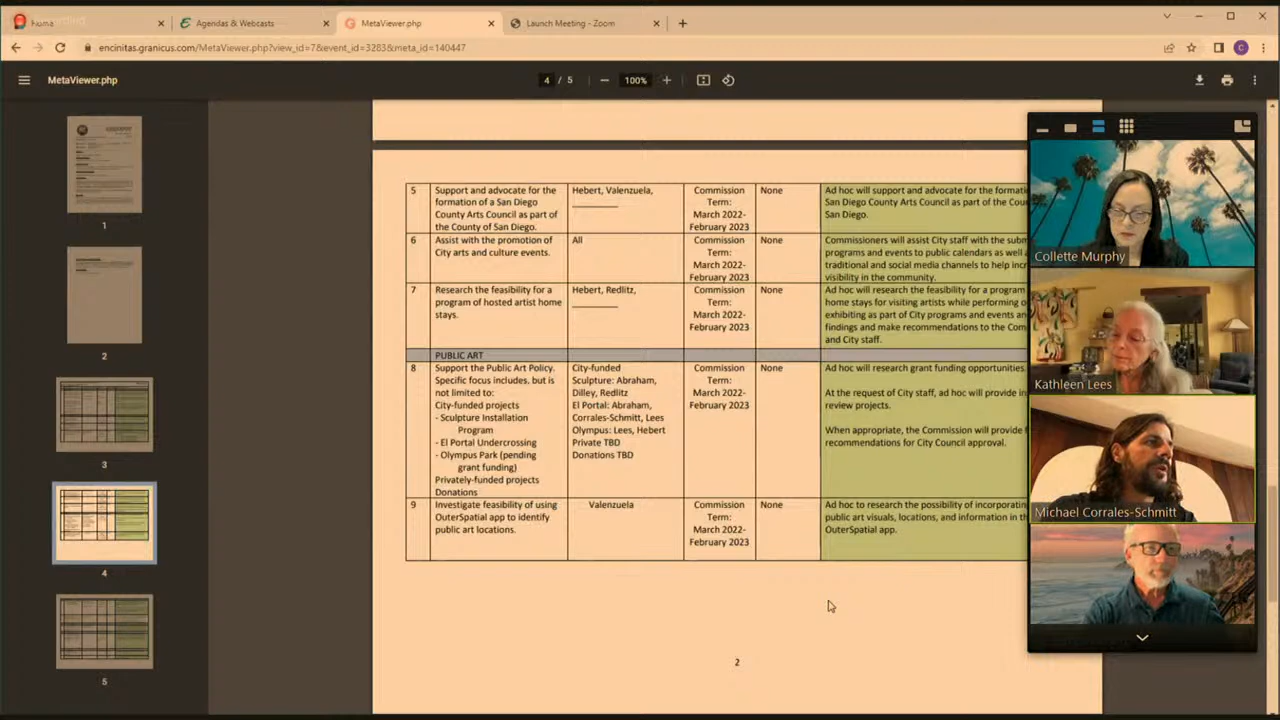 Agendas & Webcasts
MetaViewer.php
Launch Meeting - Zoom
encinitas.granicus.com/MetaViewer.php?view_id=7&event_id=3283&meta_id=140447
C
MetaViewer.php
4 / 5
100%
1
2
3
4
5
5
Support and advocate for the
formation of a San Diego
County Arts Council as part of
the County of San Diego.
Hebert, Valenzuela,
Commission
Term:
March 2022-
February 2023
None
Ad hoc will support and advocate for the formati
San Diego County Arts Council as part of the Cou
San Diego.
6
Assist with the promotion of
City arts and culture events.
All
Commission
Term:
March 2022-
February 2023
None
Commissioners will assist City staff with the subm
programs and events to public calendars as well a
traditional and social media channels to help incr
visibility in the community.
7
Research the feasibility for a
program of hosted artist home
stays.
Hebert, Redlitz,
Commission
Term:
March 2022-
February 2023
None
Ad hoc will research the feasibility for a program
home stays for visiting artists while performing o
exhibiting as part of City programs and events an
findings and make recommendations to the Com
and City staff.
PUBLIC ART
8
Support the Public Art Policy.
Specific focus includes, but is
not limited to:
City-funded projects
- Sculpture Installation
Program
- El Portal Undercrossing
- Olympus Park (pending
grant funding)
Privately-funded projects
Donations
City-funded
Sculpture: Abraham,
Dilley, Redlitz
El Portal: Abraham,
Corrales-Schmitt, Lees
Olympus: Lees, Hebert
Private TBD
Donations TBD
Commission
Term:
March 2022-
February 2023
None
Ad hoc will research grant funding opportunities.
At the request of City staff, ad hoc will provide in
review projects.
When appropriate, the Commission will provide f
recommendations for City Council approval.
9
Investigate feasibility of using
OuterSpatial app to identify
public art locations.
Valenzuela
Commission
Term:
March 2022-
February 2023
None
Ad hoc to research the possibility of incorporatin
public art visuals, locations, and information in th
OuterSpatial app.
2
Collette Murphy
Kathleen Lees
Michael Corrales-Schmitt